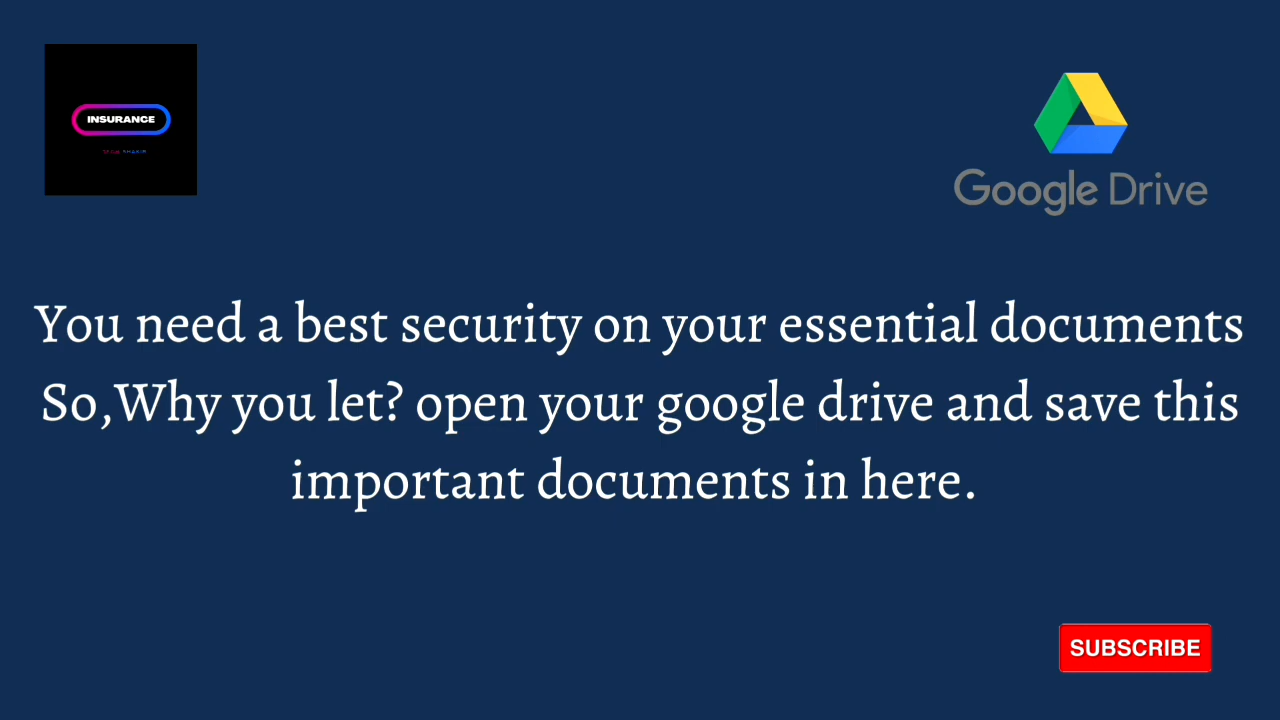 INSURANCE
Google Drive
You need a best security on your essential documents
So,Why you let? open your google drive and save this
important documents in here.
SUBSCRIBE